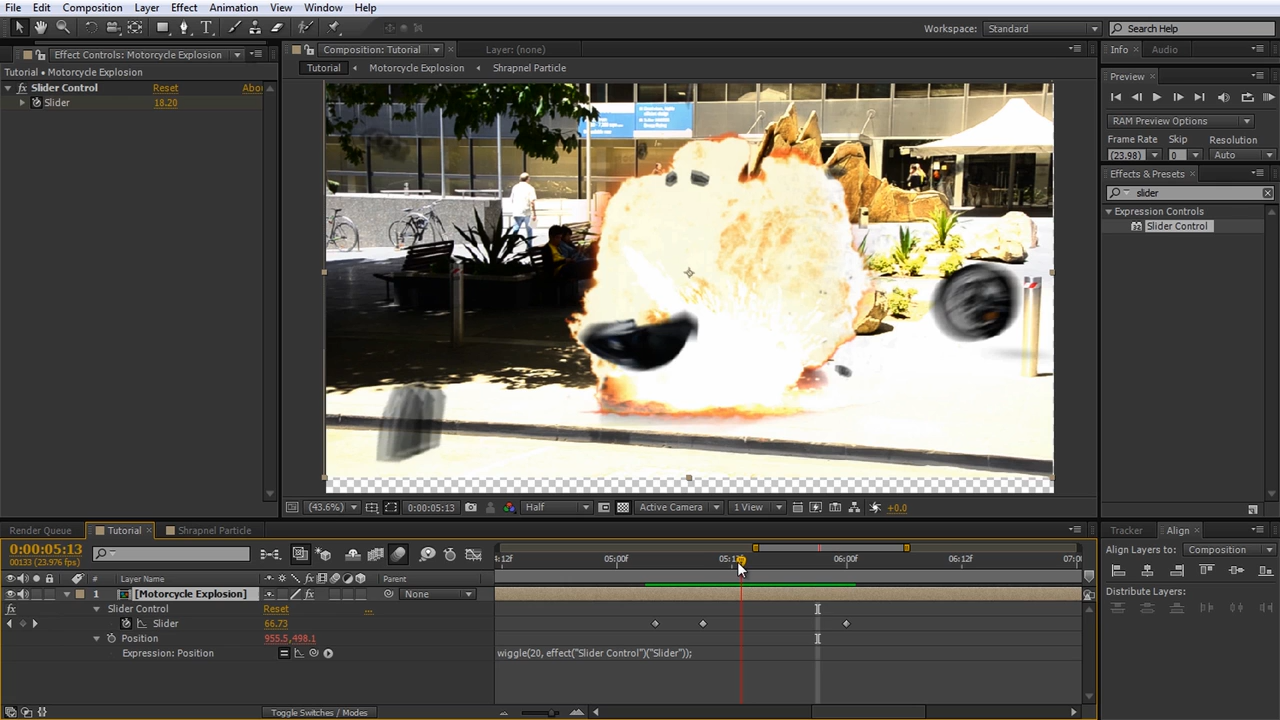 File Edit Composition Layer Effect Animation View Window Help
Workspace: Standard Search Help
Effect Controls: Motorcycle Explosion
Tutorial • Motorcycle Explosion
Slider Control Reset Abou
Slider 18.20
Composition: Tutorial Layer: (none)
Tutorial Motorcycle Explosion Shrapnel Particle
(43.6%) 0:00:05:13 Half Active Camera 1 View +0.0
Info Audio
Preview
RAM Preview Options
Frame Rate Skip Resolution
(23.98) 0 Auto
Effects & Presets
slider
Expression Controls
Slider Control
Render Queue Tutorial Shrapnel Particle
0:00:05:13
00133 (23.976 fps)
:12f 05:00f 05:12f 06:00f 06:12f 07:0
# Layer Name Parent
1 [Motorcycle Explosion] None
Slider Control Reset ...
Slider 66.73
Position 955.5,498.1
Expression: Position wiggle(20, effect("Slider Control")("Slider"));
Toggle Switches / Modes
Tracker Align
Align Layers to: Composition
Distribute Layers: